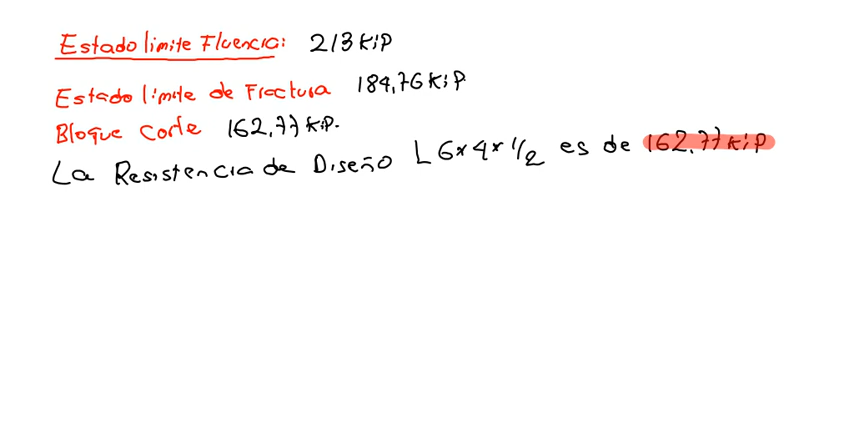 Estado limite Fluencia: 213 KIP
Estado limite de Fractura 184,76 KIP
Bloque corte 162,77 KIP.
La Resistencia de Diseño L 6x4x1/2 es de 162,77 KIP